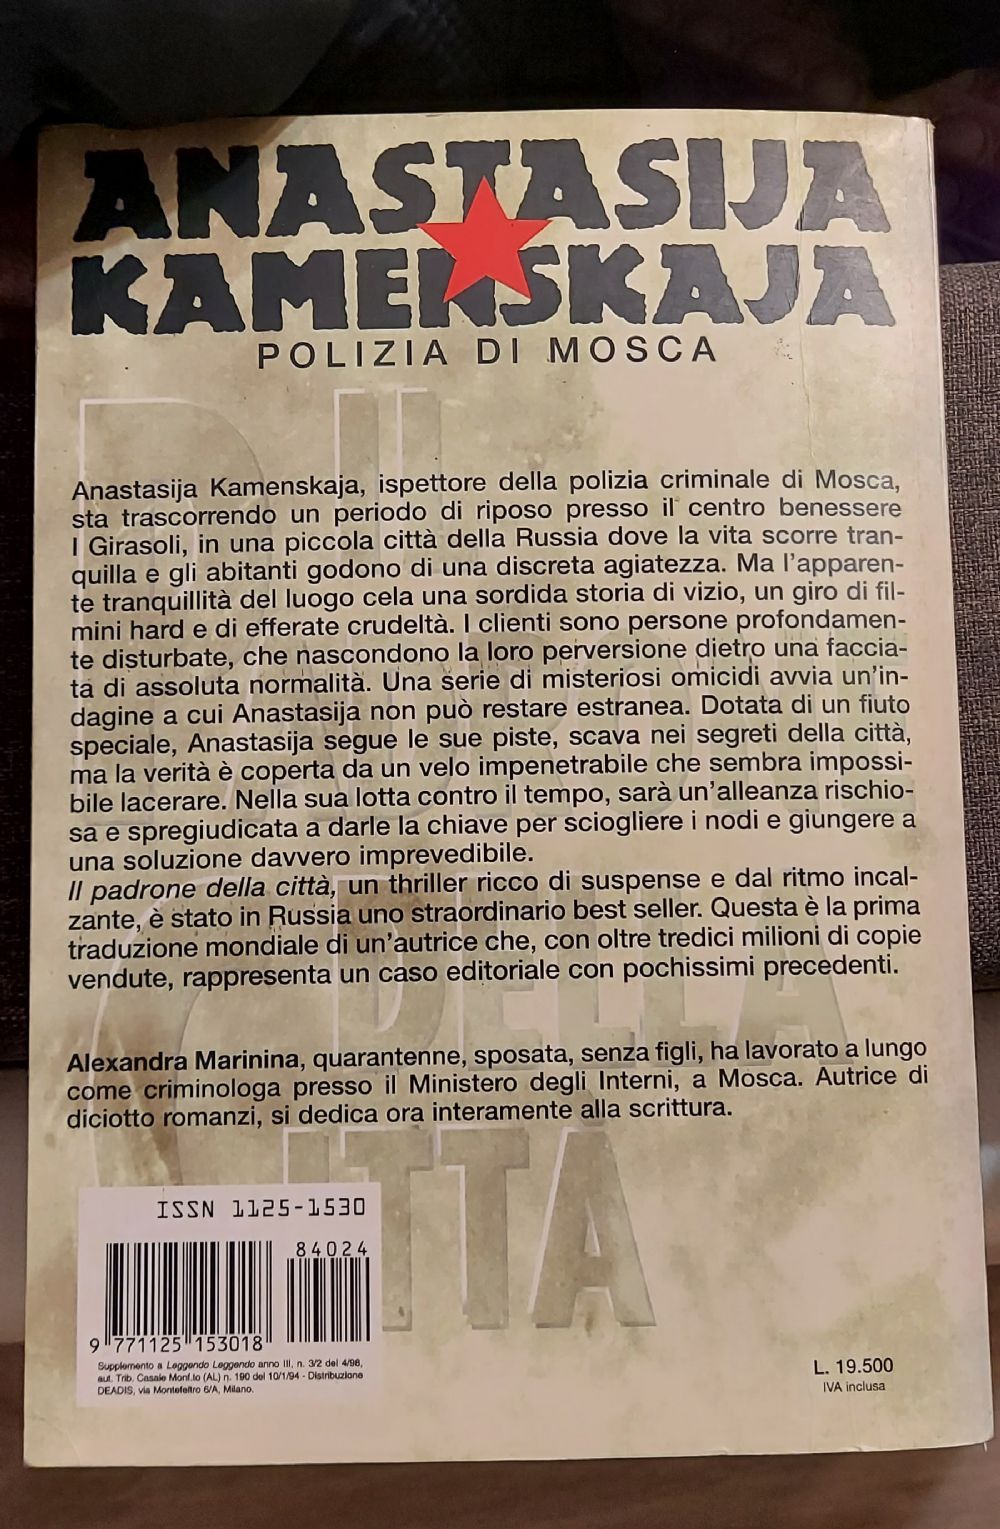 ANASTASIJA
KAMENSKAJA
POLIZIA DI MOSCA
Anastasija Kamenskaja, ispettore della polizia criminale di Mosca,
sta trascorrendo un periodo di riposo presso il centro benessere
I Girasoli, in una piccola città della Russia dove la vita scorre tran-
quilla e gli abitanti godono di una discreta agiatezza. Ma l'apparen-
te tranquillità del luogo cela una sordida storia di vizio, un giro di fil-
mini hard e di efferate crudeltà. I clienti sono persone profondamen-
te disturbate, che nascondono la loro perversione dietro una faccia-
ta di assoluta normalità. Una serie di misteriosi omicidi avvia un'in-
dagine a cui Anastasija non può restare estranea. Dotata di un fiuto
speciale, Anastasija segue le sue piste, scava nei segreti della città,
ma la verità è coperta da un velo impenetrabile che sembra impossi-
bile lacerare. Nella sua lotta contro il tempo, sarà un'alleanza rischio-
sa e spregiudicata a darle la chiave per sciogliere i nodi e giungere a
una soluzione davvero imprevedibile.
Il padrone della città, un thriller ricco di suspense e dal ritmo incal-
zante, è stato in Russia uno straordinario best seller. Questa è la prima
traduzione mondiale di un'autrice che, con oltre tredici milioni di copie
vendute, rappresenta un caso editoriale con pochissimi precedenti.
Alexandra Marinina, quarantenne, sposata, senza figli, ha lavorato a lungo
come criminologa presso il Ministero degli Interni, a Mosca. Autrice di
diciotto romanzi, si dedica ora interamente alla scrittura.
ISSN 1125-1530
84024
9 771125 153018
Supplemento a Leggendo Leggendo anno III, n. 3/2 del 4/98,
aut. Trib. Casale Monf.to (AL) n. 190 del 10/1/94 - Distribuzione
DEADIS, via Montefeltro 6/A, Milano.
L. 19.500
IVA inclusa